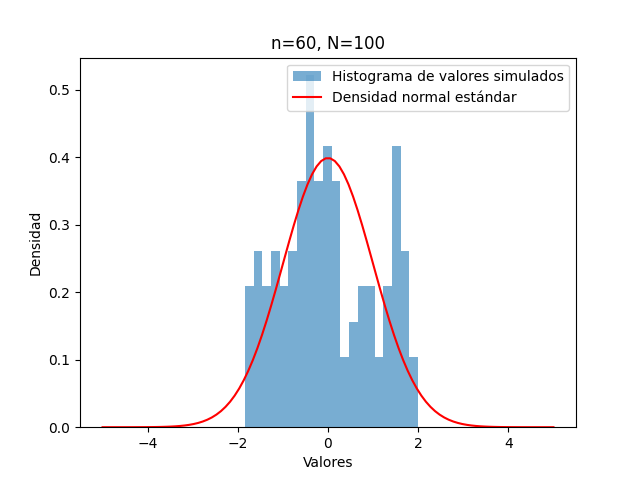 n=60, N=100
Histograma de valores simulados
Densidad normal estándar
0.5
0.4
0.3
0.2
0.1
0.0
Densidad
−4
−2
0
2
4
Valores